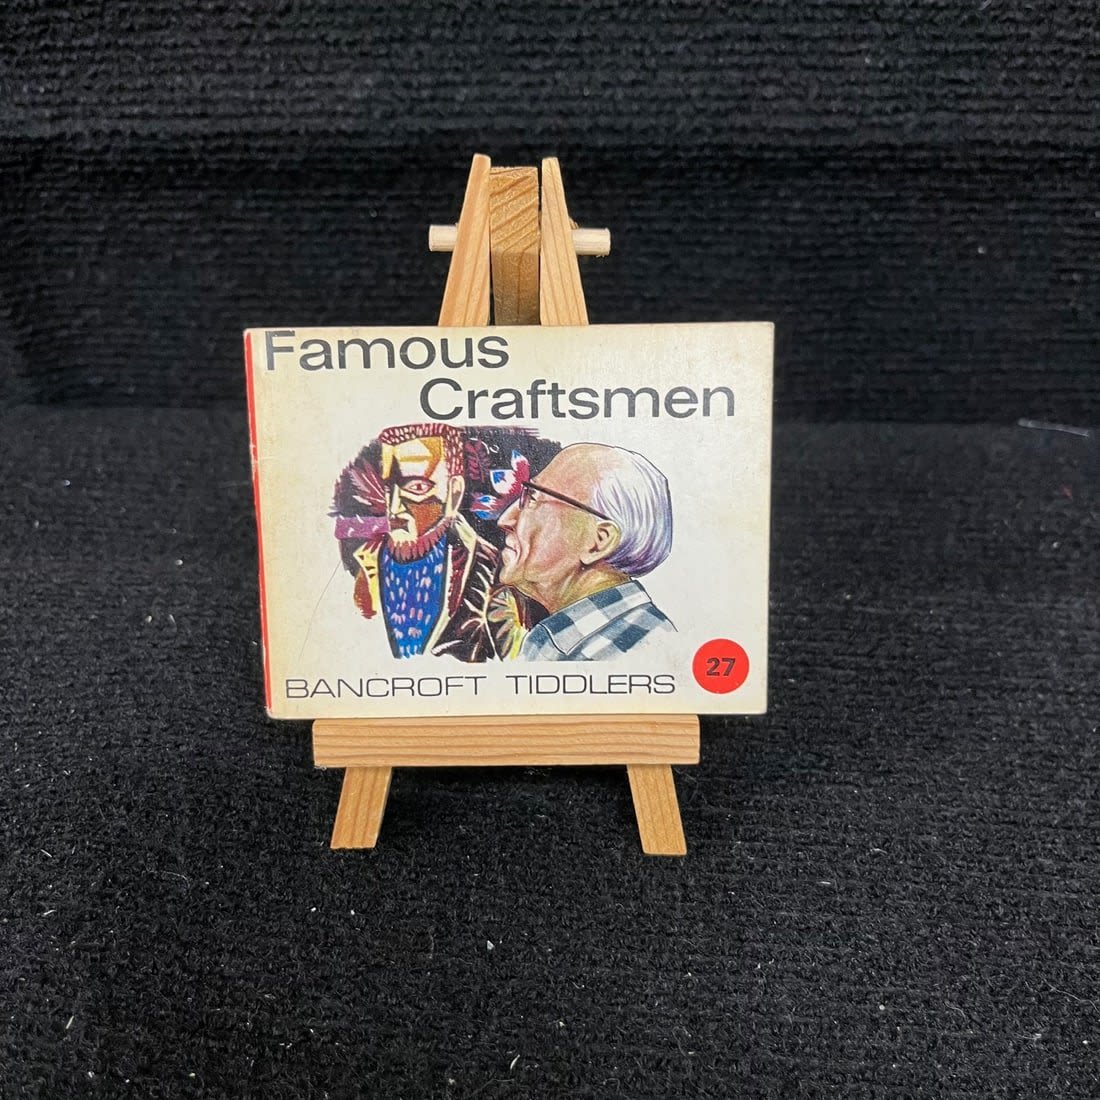 Famous
Craftsmen
BANCROFT TIDDLERS
27